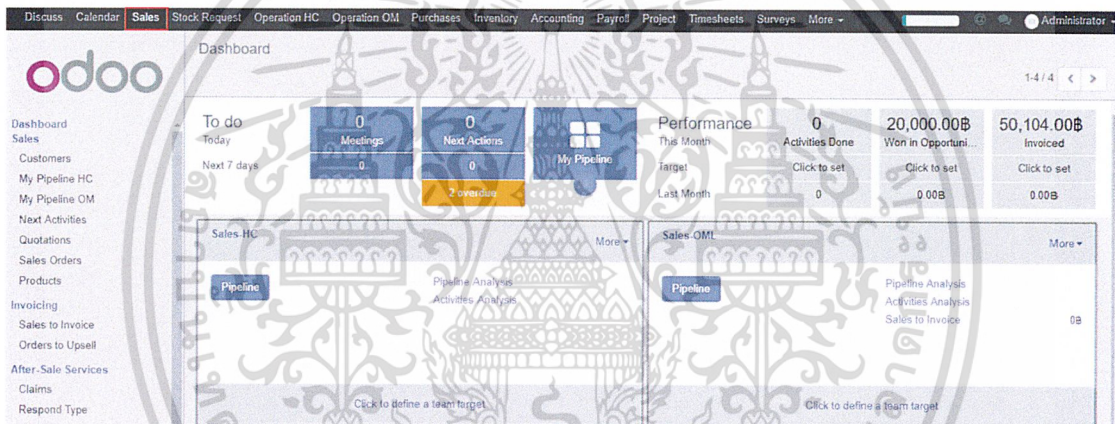 Discuss Calendar Sales Stock Request Operation HC Operation OM Purchases Inventory Accounting Payroll Project Timesheets Surveys More Administrator
odoo
Dashboard
1-4 / 4
Dashboard
Sales
Customers
My Pipeline HC
My Pipeline OM
Next Activities
Quotations
Sales Orders
Products
Invoicing
Sales to Invoice
Orders to Upsell
After-Sale Services
Claims
Respond Type
To do
Today
Next 7 days
0
Meetings
0
0
Next Actions
0
2 overdue
My Pipeline
Performance
This Month
Target
Last Month
0
Activities Done
Click to set
0
20,000.00฿
Won in Opportuni...
Click to set
0.00฿
50,104.00฿
Invoiced
Click to set
0.00฿
Sales-HC
More
Pipeline
Pipeline Analysis
Activities Analysis
Click to define a team target
Sales-OML
More
Pipeline
Pipeline Analysis
Activities Analysis
Sales to Invoice 0฿
Click to define a team target